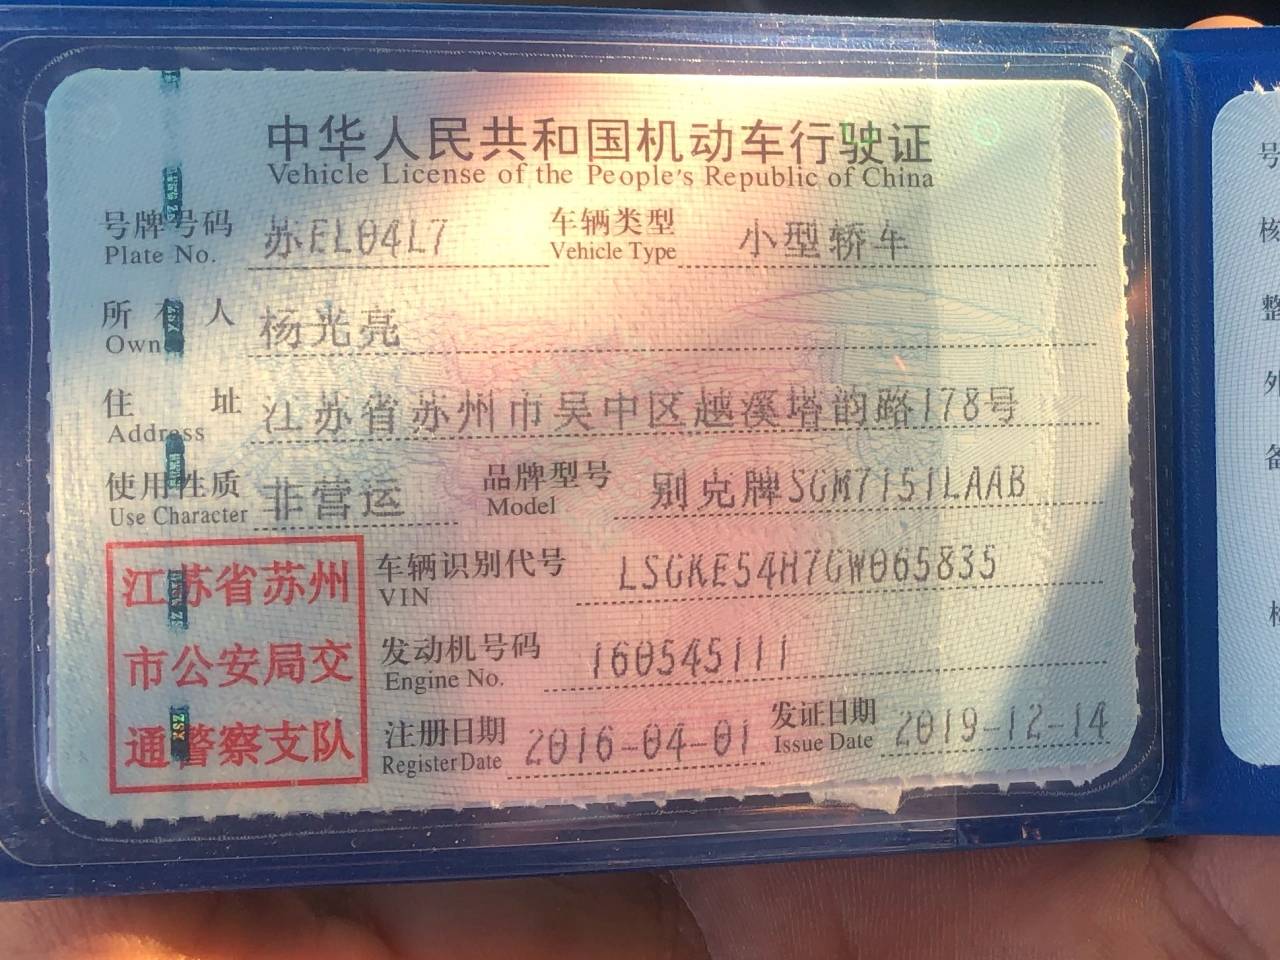 中华人民共和国机动车行驶证
Vehicle License of the People's Republic of China
号牌号码 苏EL04L7 车辆类型 小型轿车
Plate No. Vehicle Type
所有人 杨光亮
Own
住址 江苏省苏州市吴中区越溪塔韵路178号
Address
使用性质 非营运 品牌型号 别克牌SGM7151LAAB
Use Character Model
江苏省苏州
市公安局交
通警察支队
车辆识别代号 LSGKE54H7GW065835
VIN
发动机号码 160545111
Engine No.
注册日期 2016-04-01 发证日期 2019-12-14
Register Date Issue Date
号
核
整
外
备